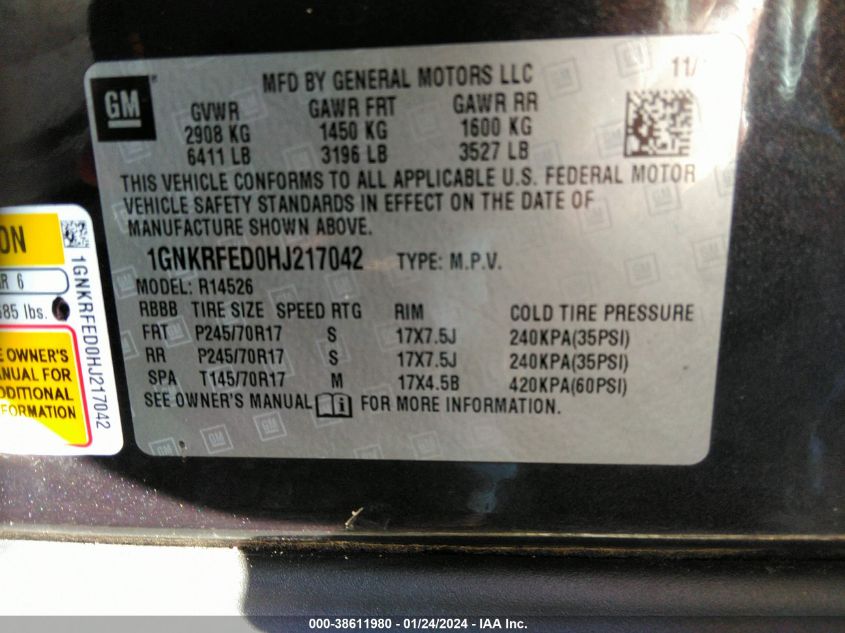 GM
MFD BY GENERAL MOTORS LLC
11/
GVWR GAWR FRT GAWR RR
2908 KG 1450 KG 1600 KG
6411 LB 3196 LB 3527 LB
THIS VEHICLE CONFORMS TO ALL APPLICABLE U.S. FEDERAL MOTOR
VEHICLE SAFETY STANDARDS IN EFFECT ON THE DATE OF
MANUFACTURE SHOWN ABOVE.
1GNKRFED0HJ217042 TYPE: M.P.V.
MODEL: R14526
RBBB TIRE SIZE SPEED RTG RIM COLD TIRE PRESSURE
FRT P245/70R17 S 17X7.5J 240KPA(35PSI)
RR P245/70R17 S 17X7.5J 240KPA(35PSI)
SPA T145/70R17 M 17X4.5B 420KPA(60PSI)
SEE OWNER'S MANUAL FOR MORE INFORMATION.
ON
R 6
685 lbs.
E OWNER'S
ANUAL FOR
DDITIONAL
FORMATION
1GNKRFED0HJ217042
000-38611980 - 01/24/2024 - IAA Inc.